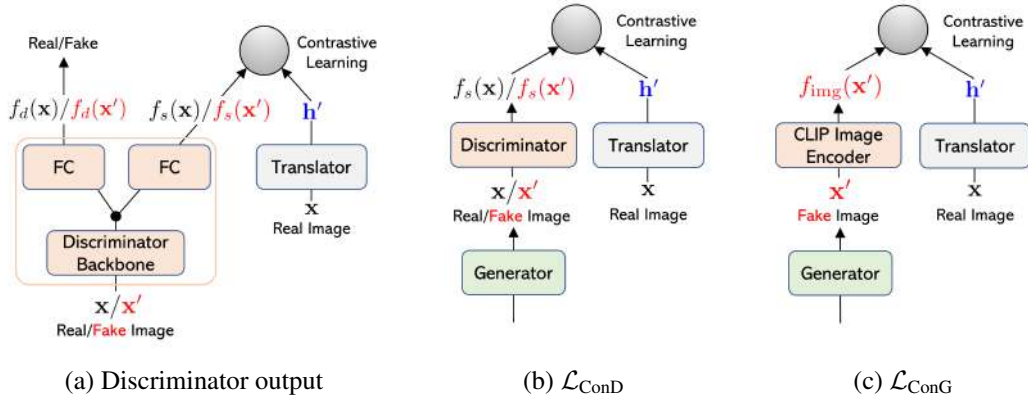 Contrastive
Learning
Real/Fake
f_d(x)/f_d(x′)
f_s(x)/f_s(x′)
h′
FC
FC
Translator
x
Real Image
Discriminator
Backbone
x/x′
Real/Fake Image
(a) Discriminator output
Contrastive
Learning
f_s(x)/f_s(x′)
h′
Discriminator
Translator
x/x′
x
Real/Fake Image
Real Image
Generator
(b) ℒ_ConD
Contrastive
Learning
f_img(x′)
h′
CLIP Image
Encoder
Translator
x′
x
Fake Image
Real Image
Generator
(c) ℒ_ConG